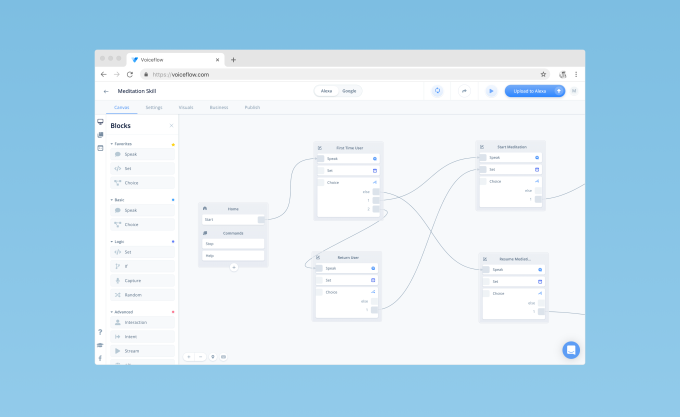 Voiceflow
https://voiceflow.com
Meditation Skill
Alexa Google
Upload to Alexa
Canvas Settings Visuals Business Publish
Blocks
Favorites
Speak
Set
Choice
Basic
Speak
Choice
Logic
Set
If
Capture
Random
Advanced
Interaction
Intent
Stream
Home
Start
Commands
Stop
Help
First Time User
Speak
Set
Choice
else
1
2
Return User
Speak
Set
Choice
else
1
Start Meditation
Speak
Set
Choice
else
1
Resume Meditati...
Speak
Set
Choice
else
1